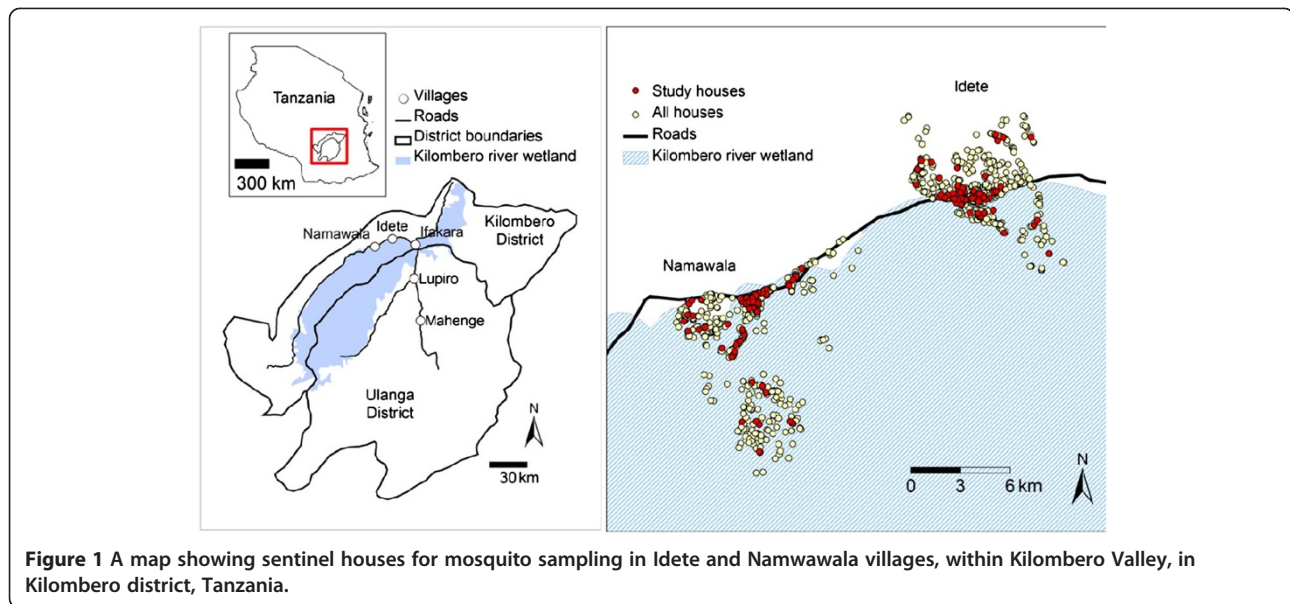 Tanzania
300 km
Villages
Roads
District boundaries
Kilombero river wetland
Namawala
Idete
Ifakara
Kilombero
District
Lupiro
Mahenge
Ulanga
District
N
30 km
Study houses
All houses
Roads
Kilombero river wetland
Idete
Namawala
N
0 3 6 km
Figure 1 A map showing sentinel houses for mosquito sampling in Idete and Namwawala villages, within Kilombero Valley, in
Kilombero district, Tanzania.